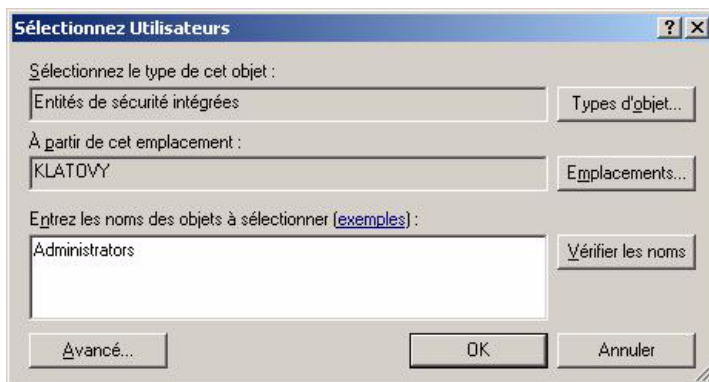 Sélectionnez Utilisateurs
Sélectionnez le type de cet objet :
Entités de sécurité intégrées
Types d'objet...
À partir de cet emplacement :
KLATOVY
Emplacements...
Entrez les noms des objets à sélectionner (exemples) :
Administrators
Vérifier les noms
Avancé...
OK
Annuler